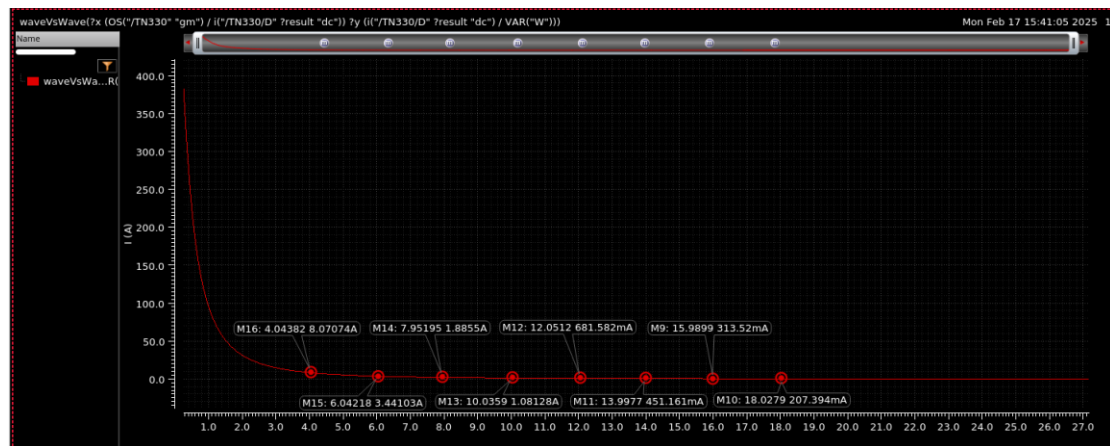 waveVsWave(?x (OS("/TN330" "gm") / i("/TN330/D" ?result "dc")) ?y (i("/TN330/D" ?result "dc") / VAR("W")))
Mon Feb 17 15:41:05 2025 1
Name
waveVsWa...R(
400.0
350.0
300.0
250.0
200.0
150.0
100.0
50.0
0.0
I (A)
M16: 4.04382 8.07074A
M14: 7.95195 1.8855A
M12: 12.0512 681.582mA
M9: 15.9899 313.52mA
M15: 6.04218 3.44103A
M13: 10.0359 1.08128A
M11: 13.9977 451.161mA
M10: 18.0279 207.394mA
1.0 2.0 3.0 4.0 5.0 6.0 7.0 8.0 9.0 10.0 11.0 12.0 13.0 14.0 15.0 16.0 17.0 18.0 19.0 20.0 21.0 22.0 23.0 24.0 25.0 26.0 27.0